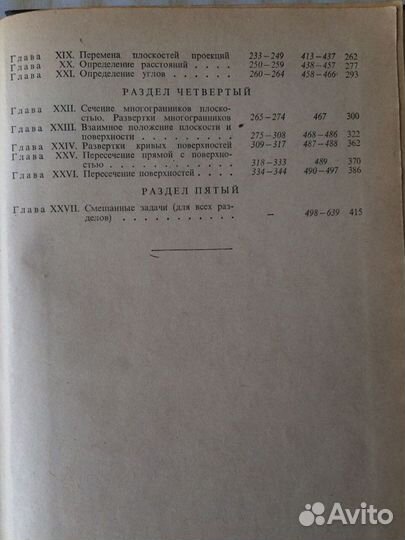 Глава XIX. Перемена плоскостей проекций 233–249 413–437 262
Глава XX. Определение расстояний . . . . 250–259 438–457 277
Глава XXI. Определение углов . . . . . . 260–264 458–466 293
РАЗДЕЛ ЧЕТВЕРТЫЙ
Глава XXII. Сечение многогранников плоско-
стью. Развертки многогранников 265–274 467 300
Глава XXIII. Взаимное положение плоскости и
поверхности . . . . . . . . . 275–308 468–486 322
Глава XXIV. Развертки кривых поверхностей 309–317 487–488 362
Глава XXV. Пересечение прямой с поверхно-
стью . . . . . . . . . . . . 318–333 489 370
Глава XXVI. Пересечение поверхностей . . . . 334–344 490–497 386
РАЗДЕЛ ПЯТЫЙ
Глава XXVII. Смешанные задачи (для всех раз-
делов) . . . . . . . . . . . – 498–639 415
Avito